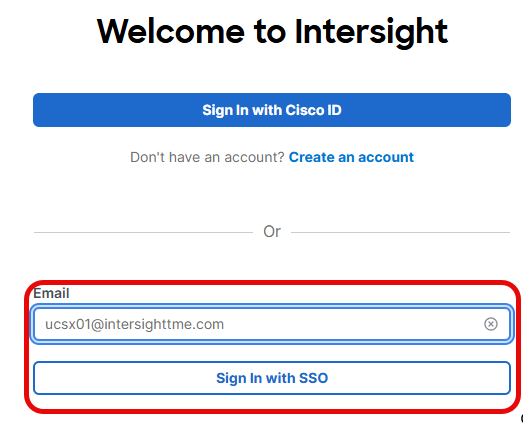 Welcome to Intersight
Sign In with Cisco ID
Don't have an account? Create an account
Or
Email
ucsx01@intersighttme.com
Sign In with SSO